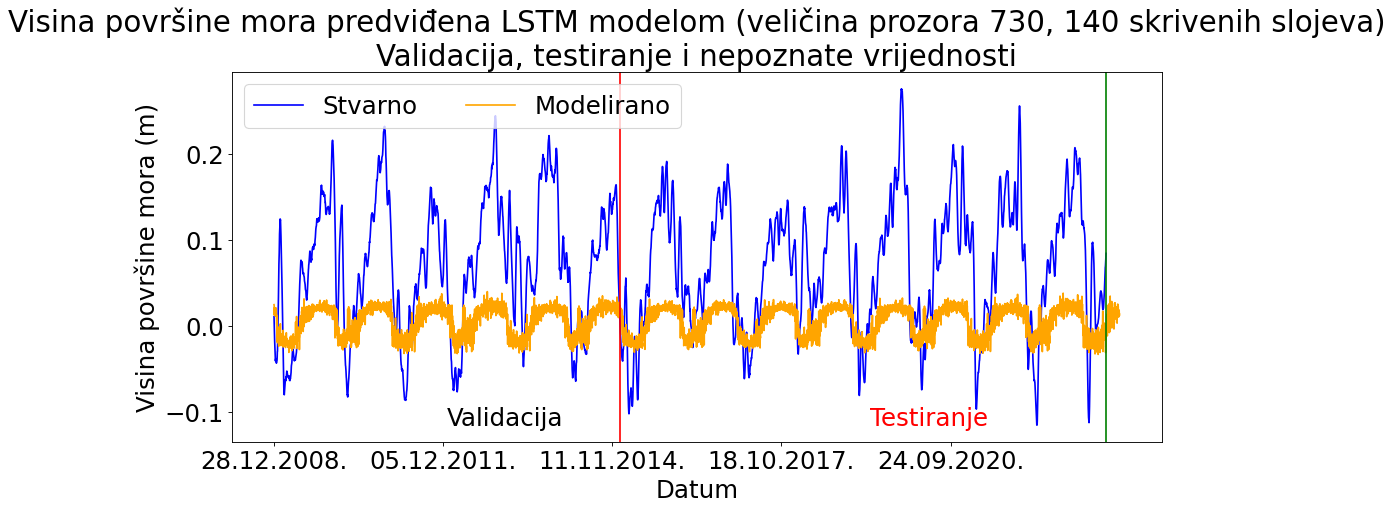 Visina površine mora predviđena LSTM modelom (veličina prozora 730, 140 skrivenih slojeva)
Validacija, testiranje i nepoznate vrijednosti
Stvarno
Modelirano
Visina površine mora (m)
0.2
0.1
0.0
−0.1
Validacija
Testiranje
28.12.2008.
05.12.2011.
11.11.2014.
18.10.2017.
24.09.2020.
Datum